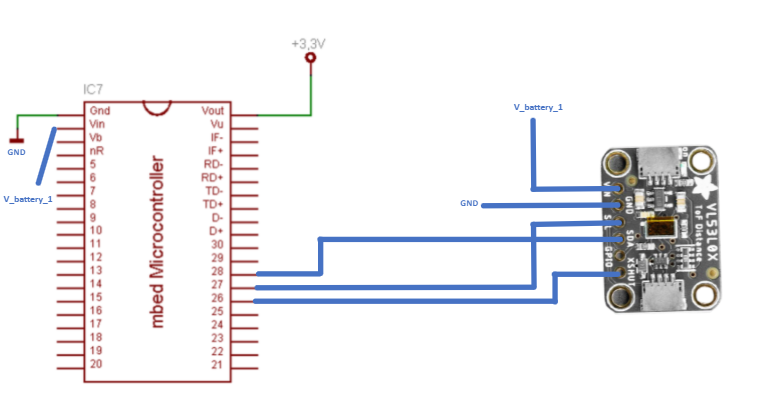 +3,3V
IC7
Gnd
Vin
Vb
nR
5
6
7
8
9
10
11
12
13
14
15
16
17
18
19
20
mbed Microcontroller
Vout
Vu
IF-
IF+
RD-
RD+
TD-
TD+
D-
D+
30
29
28
27
26
25
24
23
22
21
GND
V_battery_1
V_battery_1
GND
VIN
GND
SDA
GPIO
XSHUT
VL53L0X
ToF Distance